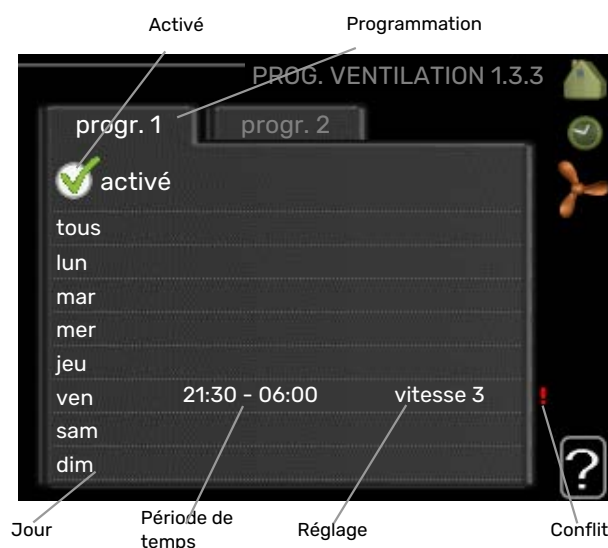 Activé Programmation
PROG. VENTILATION 1.3.3
progr. 1 progr. 2
activé
tous
lun
mar
mer
jeu
ven 21:30 - 06:00 vitesse 3 !
sam
dim
?
Jour Période de temps Réglage Conflit